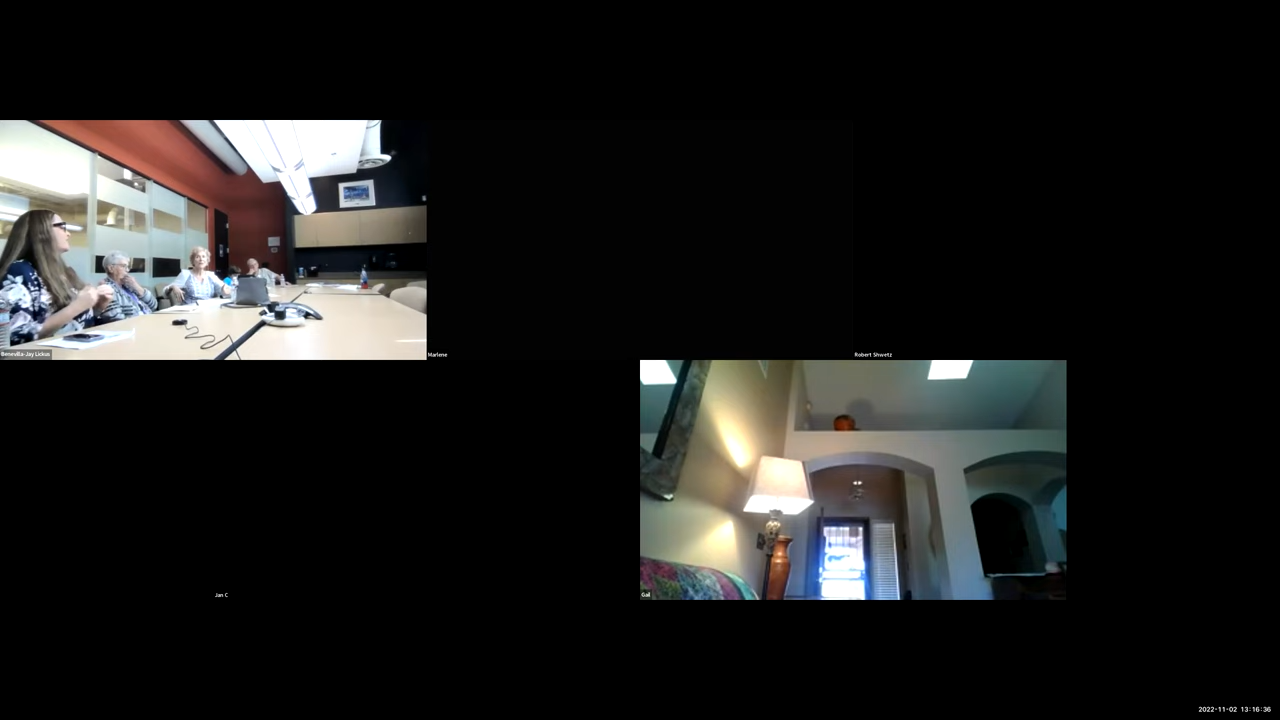 Benevilla-Jay Lickus
Marlene
Robert Shwetz
Jan C
Gail
2022-11-02 13:16:36